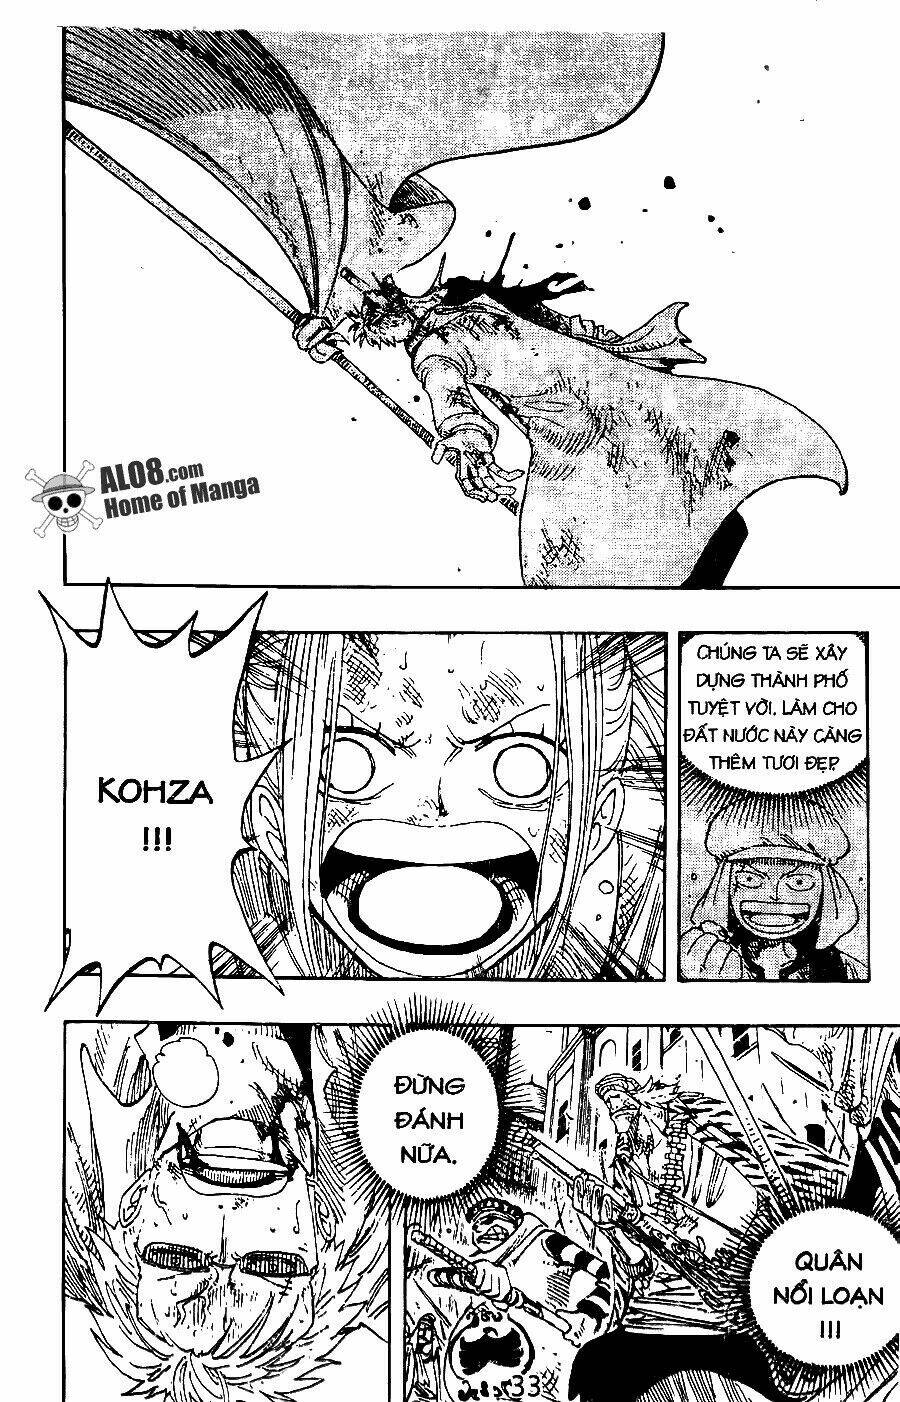 AL08.com
Home of Manga
CHÚNG TA SẼ XÂY
DỰNG THÀNH PHỐ
TUYỆT VỜI. LÀM CHO
ĐẤT NƯỚC NÀY CÀNG
THÊM TƯƠI ĐẸP.
KOHZA
!!!
ĐỪNG
ĐÁNH
NỮA.
QUÂN
NỔI LOẠN
!!!
33